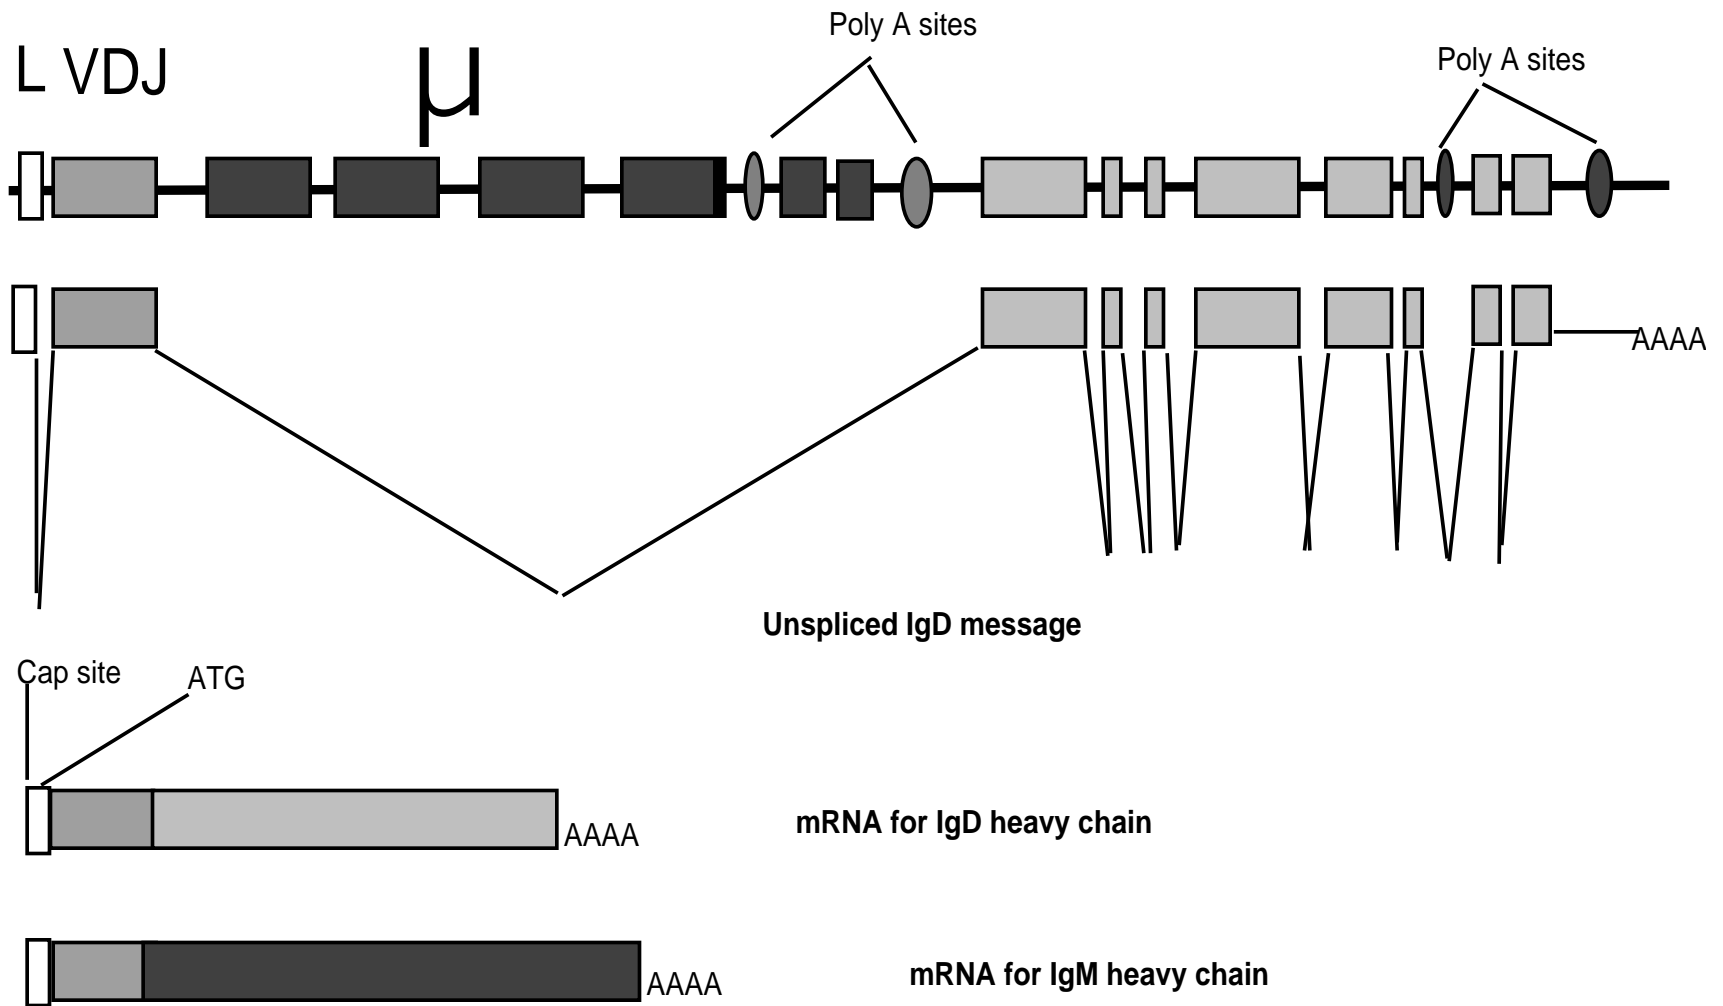 Poly A sites
Poly A sites
L VDJ
μ
AAAA
Unspliced IgD message
Cap site
ATG
AAAA
mRNA for IgD heavy chain
AAAA
mRNA for IgM heavy chain